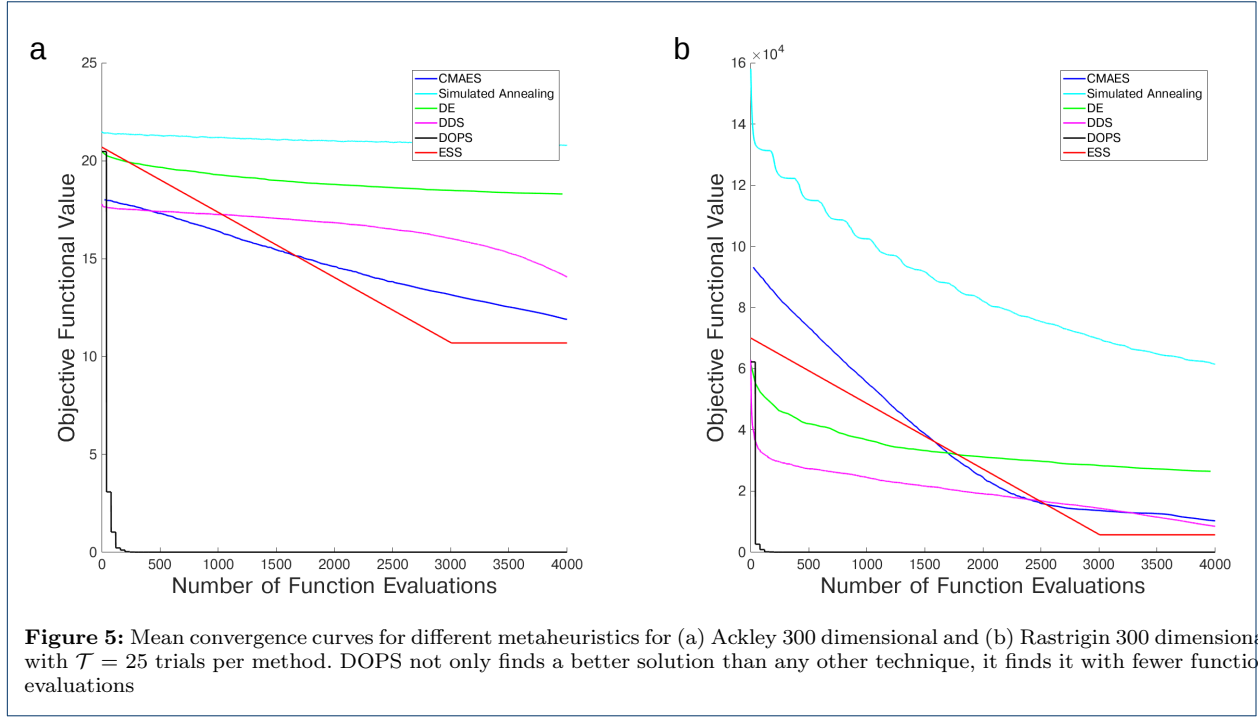 a
25
20
15
10
5
0
0 500 1000 1500 2000 2500 3000 3500 4000
Objective Functional Value
Number of Function Evaluations
CMAES
Simulated Annealing
DE
DDS
DOPS
ESS
b
×10⁴
16
14
12
10
8
6
4
2
0
0 500 1000 1500 2000 2500 3000 3500 4000
Objective Functional Value
Number of Function Evaluations
CMAES
Simulated Annealing
DE
DDS
DOPS
ESS
Figure 5: Mean convergence curves for different metaheuristics for (a) Ackley 300 dimensional and (b) Rastrigin 300 dimensiona
with 𝒯 = 25 trials per method. DOPS not only finds a better solution than any other technique, it finds it with fewer functio
evaluations